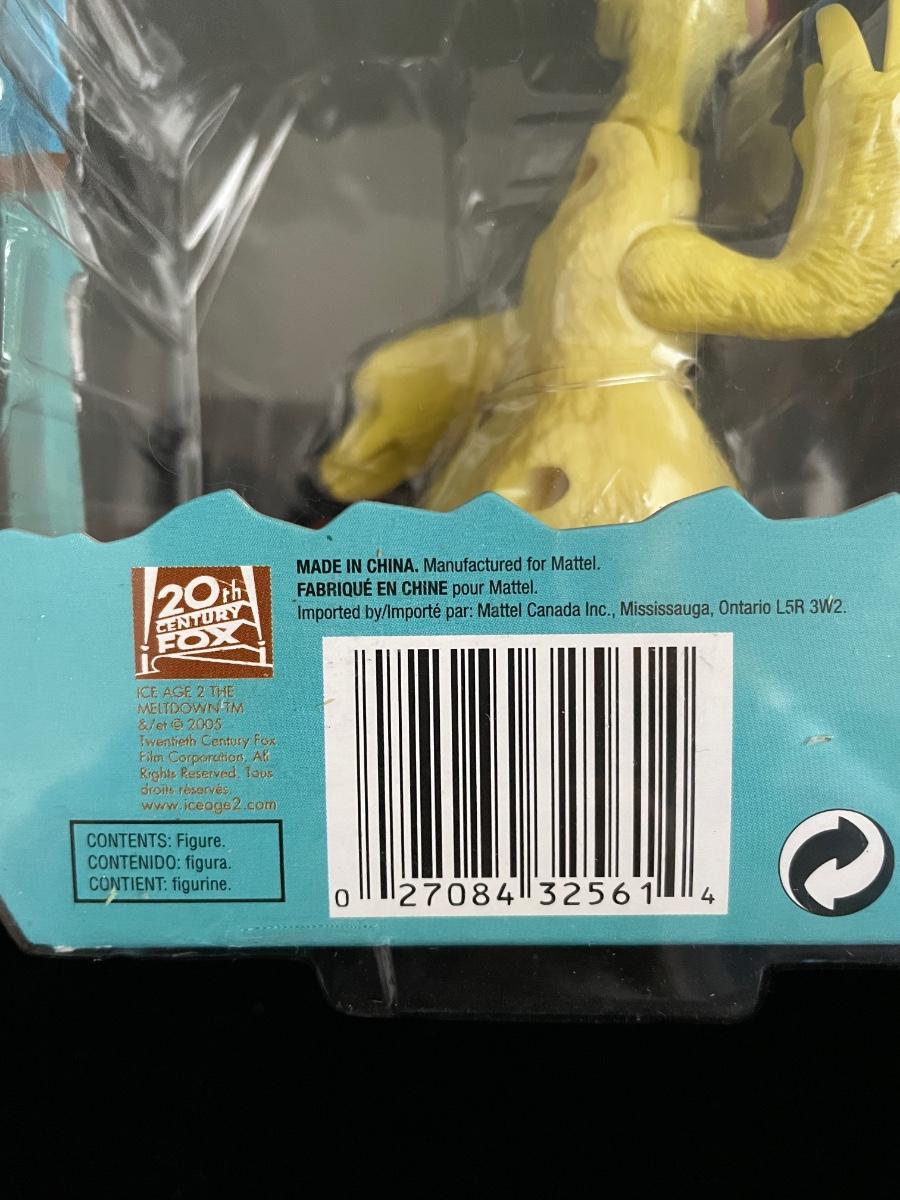 MADE IN CHINA. Manufactured for Mattel.
FABRIQUÉ EN CHINE pour Mattel.
Imported by/Importé par: Mattel Canada Inc., Mississauga, Ontario L5R 3W2.
20th
CENTURY
FOX
ICE AGE 2 THE
MELTDOWN TM
&/et © 2005
Twentieth Century Fox
Film Corporation. All
Rights Reserved. Tous
droits réservés.
www.iceage2.com
CONTENTS: Figure.
CONTENIDO: figura.
CONTIENT: figurine.
0 27084 32561 4